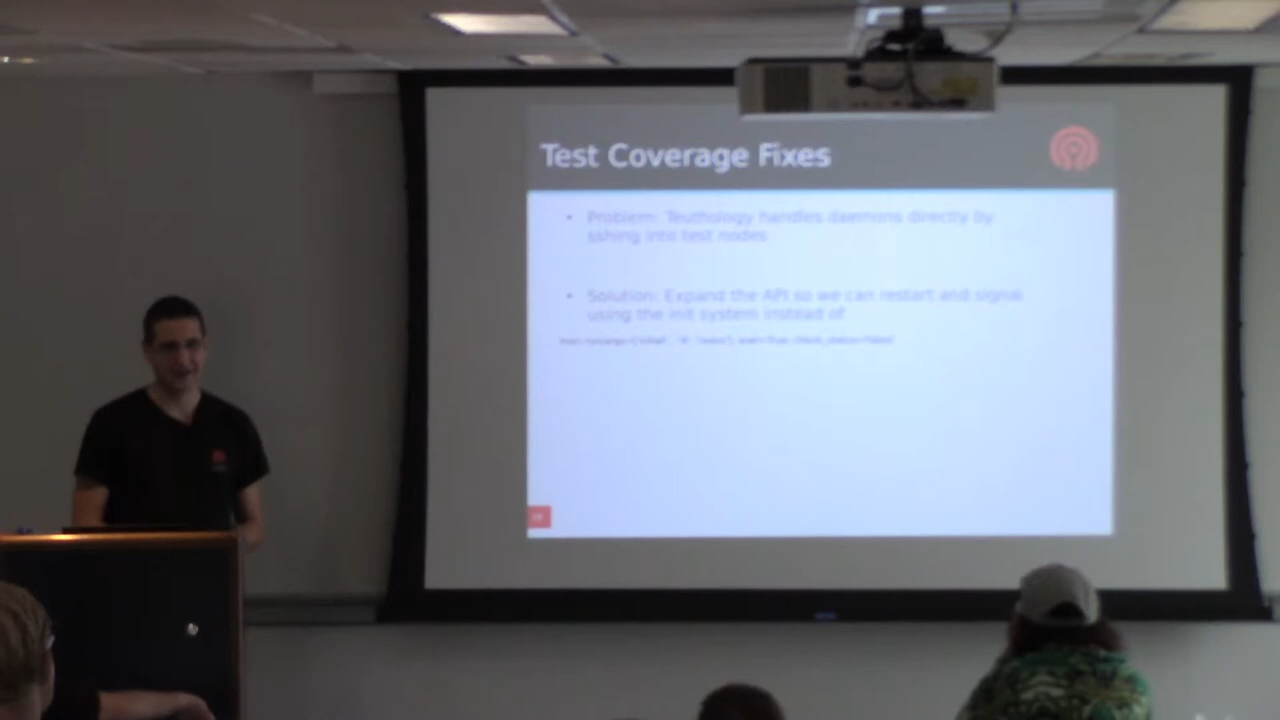 Test Coverage Fixes
• Problem: Teuthology handles daemons directly by
sshing into test nodes
• Solution: Expand the API so we can restart and signal
using the init system instead of